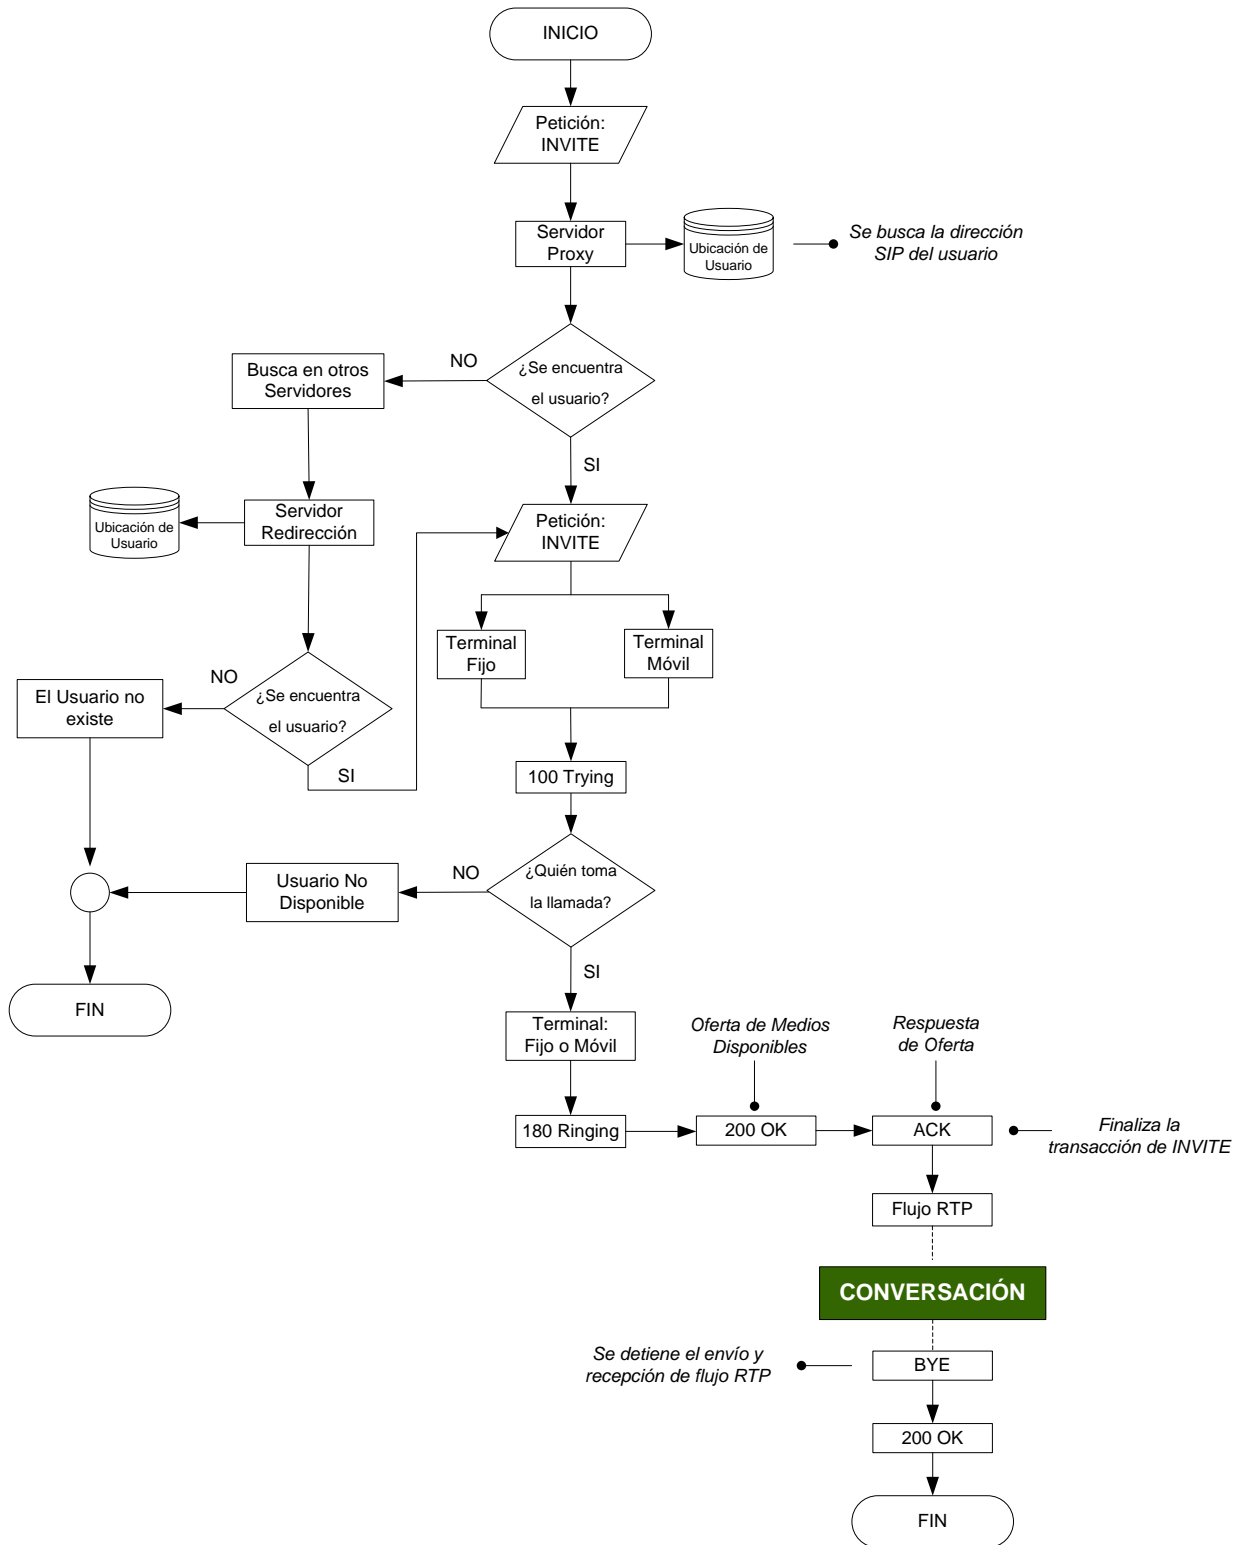 INICIO
Petición:
INVITE
Servidor
Proxy
Ubicación de
Usuario
Se busca la dirección
SIP del usuario
¿Se encuentra
el usuario?
NO
Busca en otros
Servidores
SI
Servidor
Redirección
Ubicación de
Usuario
Petición:
INVITE
Terminal
Fijo
Terminal
Móvil
¿Se encuentra
el usuario?
NO
El Usuario no
existe
SI
100 Trying
¿Quién toma
la llamada?
NO
Usuario No
Disponible
SI
FIN
Terminal:
Fijo o Móvil
Oferta de Medios
Disponibles
Respuesta
de Oferta
180 Ringing
200 OK
ACK
Finaliza la
transacción de INVITE
Flujo RTP
CONVERSACIÓN
Se detiene el envío y
recepción de flujo RTP
BYE
200 OK
FIN